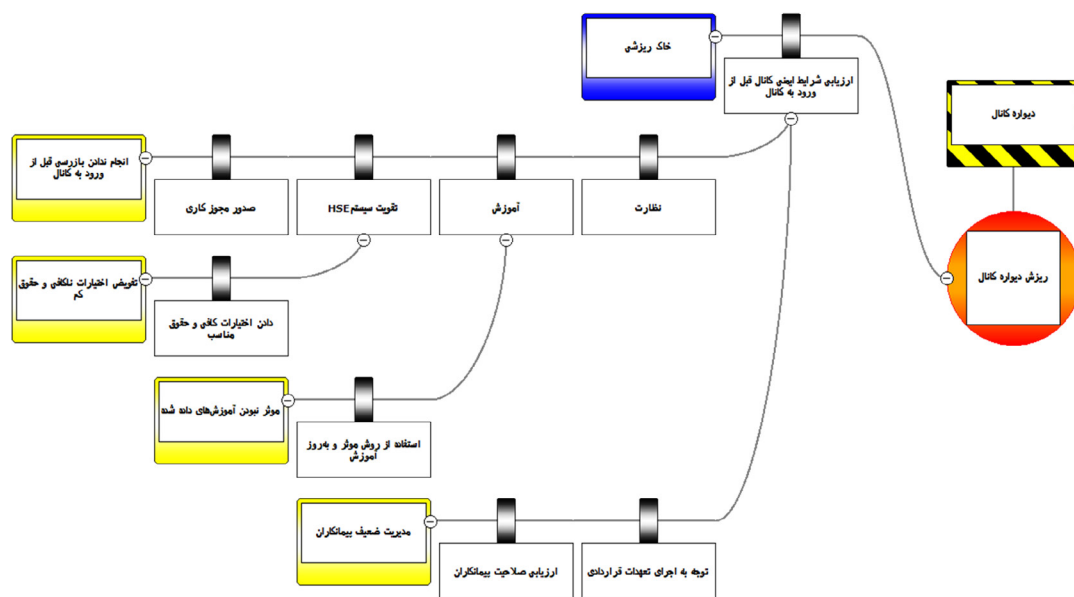 خاک ریزشی
ارزیابی شرایط ایمنی کانال قبل از
ورود به کانال
دیواره کانال
ریزش دیواره کانال
انجام ندادن بازرسی قبل از
ورود به کانال
صدور مجوز کاری
تقویت سیستم HSE
آموزش
نظارت
تفویض اختیارات ناکافی و حقوق
کم
دادن اختیارات کافی و حقوق
مناسب
موثر نبودن آموزش‌های داده شده
استفاده از روش موثر و به‌روز
آموزش
مدیریت ضعیف پیمانکاران
ارزیابی صلاحیت پیمانکاران
توجه به اجرای تعهدات قراردادی